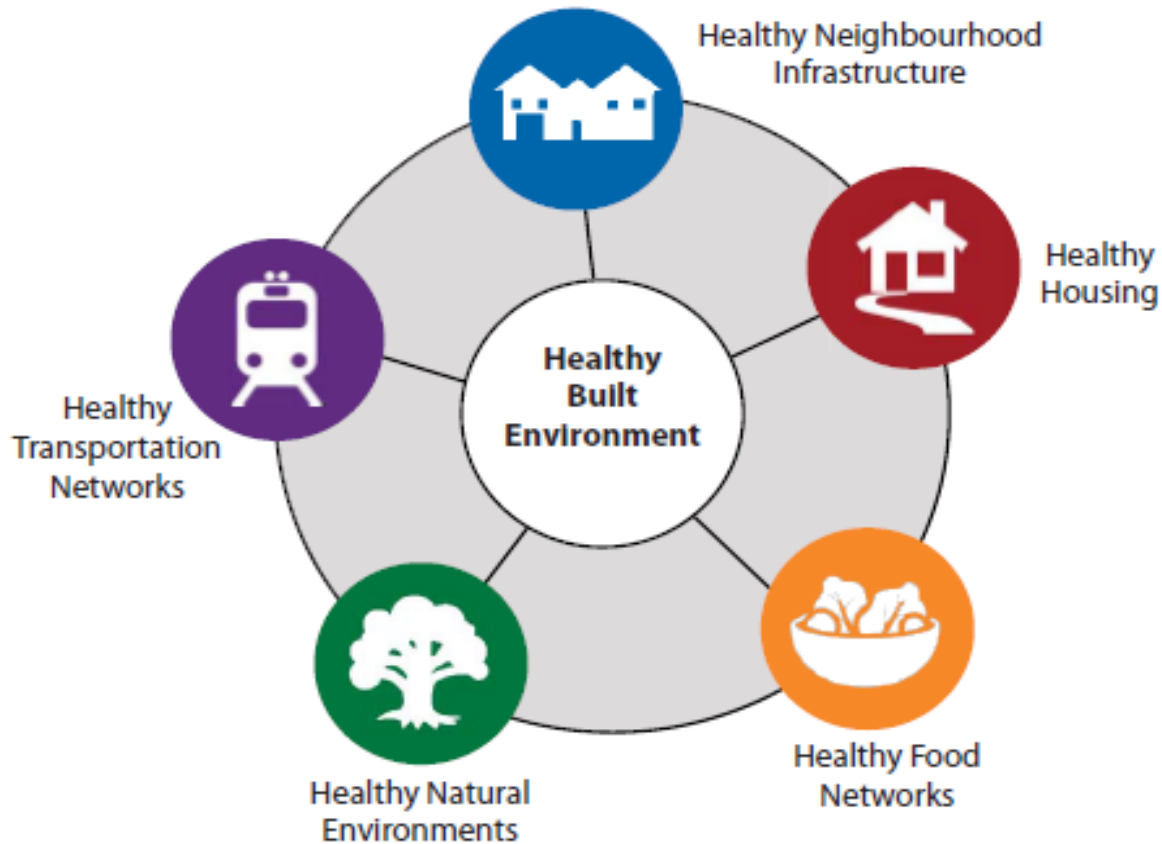 Healthy Neighbourhood
Infrastructure
Healthy
Housing
Healthy
Built
Environment
Healthy
Transportation
Networks
Healthy Food
Networks
Healthy Natural
Environments